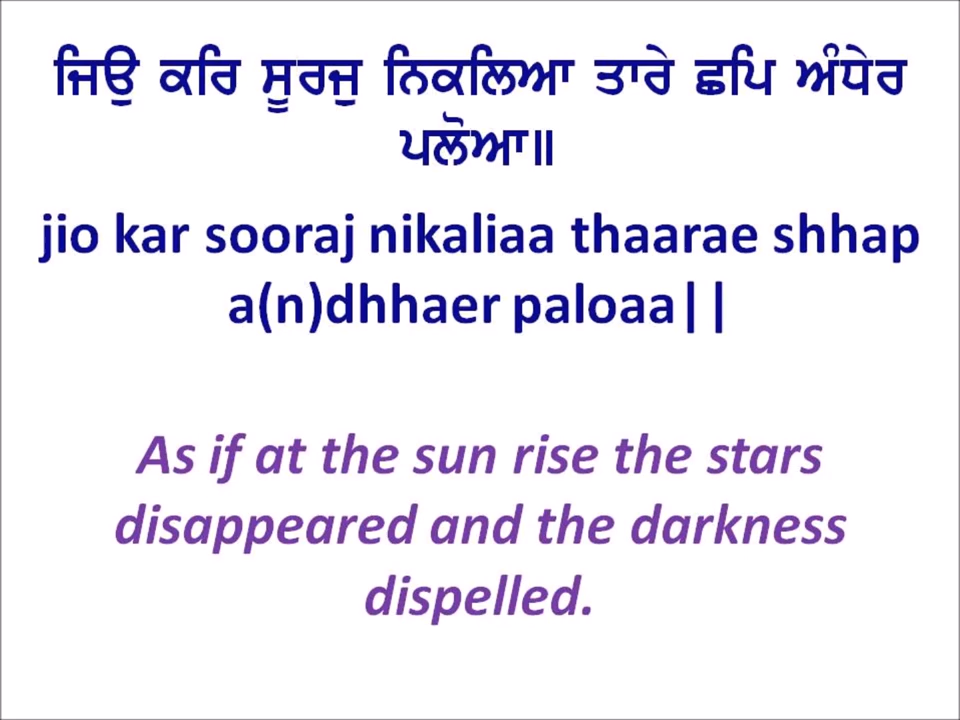 ਜਿਉ ਕਰਿ ਸੂਰਜੁ ਨਿਕਲਿਆ ਤਾਰੇ ਛਪਿ ਅੰਧੇਰ
ਪਲੋਆ॥
jio kar sooraj nikaliaa thaarae shhap
a(n)dhhaer paloaa||
As if at the sun rise the stars
disappeared and the darkness
dispelled.